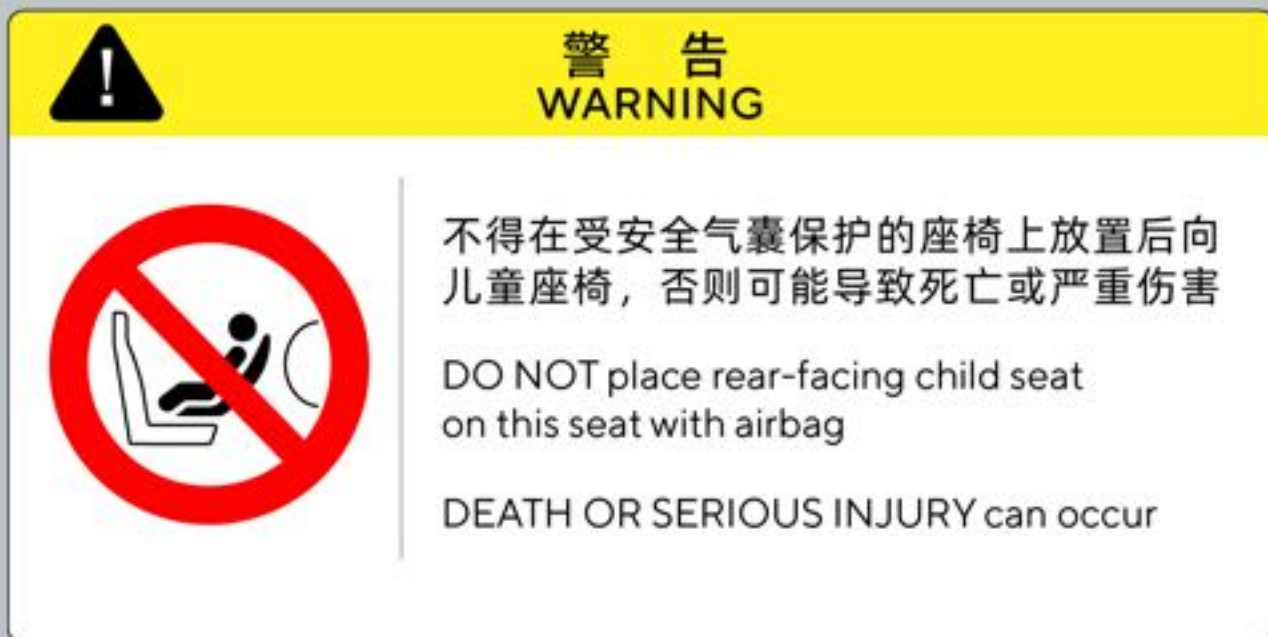 警 告
WARNING
不得在受安全气囊保护的座椅上放置后向
儿童座椅，否则可能导致死亡或严重伤害
DO NOT place rear-facing child seat
on this seat with airbag
DEATH OR SERIOUS INJURY can occur